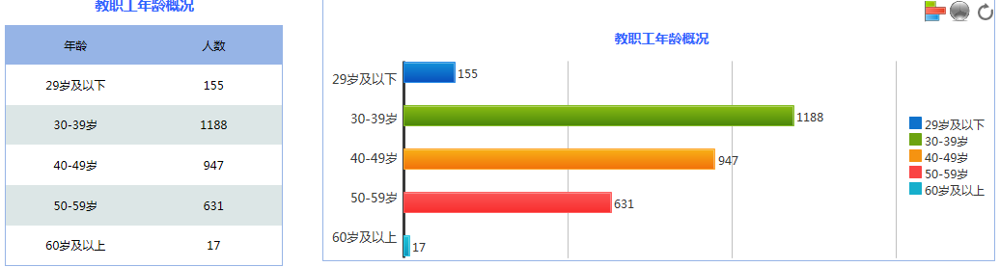 教职工年龄概况
年龄 人数
29岁及以下 155
30-39岁 1188
40-49岁 947
50-59岁 631
60岁及以上 17
教职工年龄概况
29岁及以下 155
30-39岁 1188
40-49岁 947
50-59岁 631
60岁及以上 17
29岁及以下
30-39岁
40-49岁
50-59岁
60岁及以上